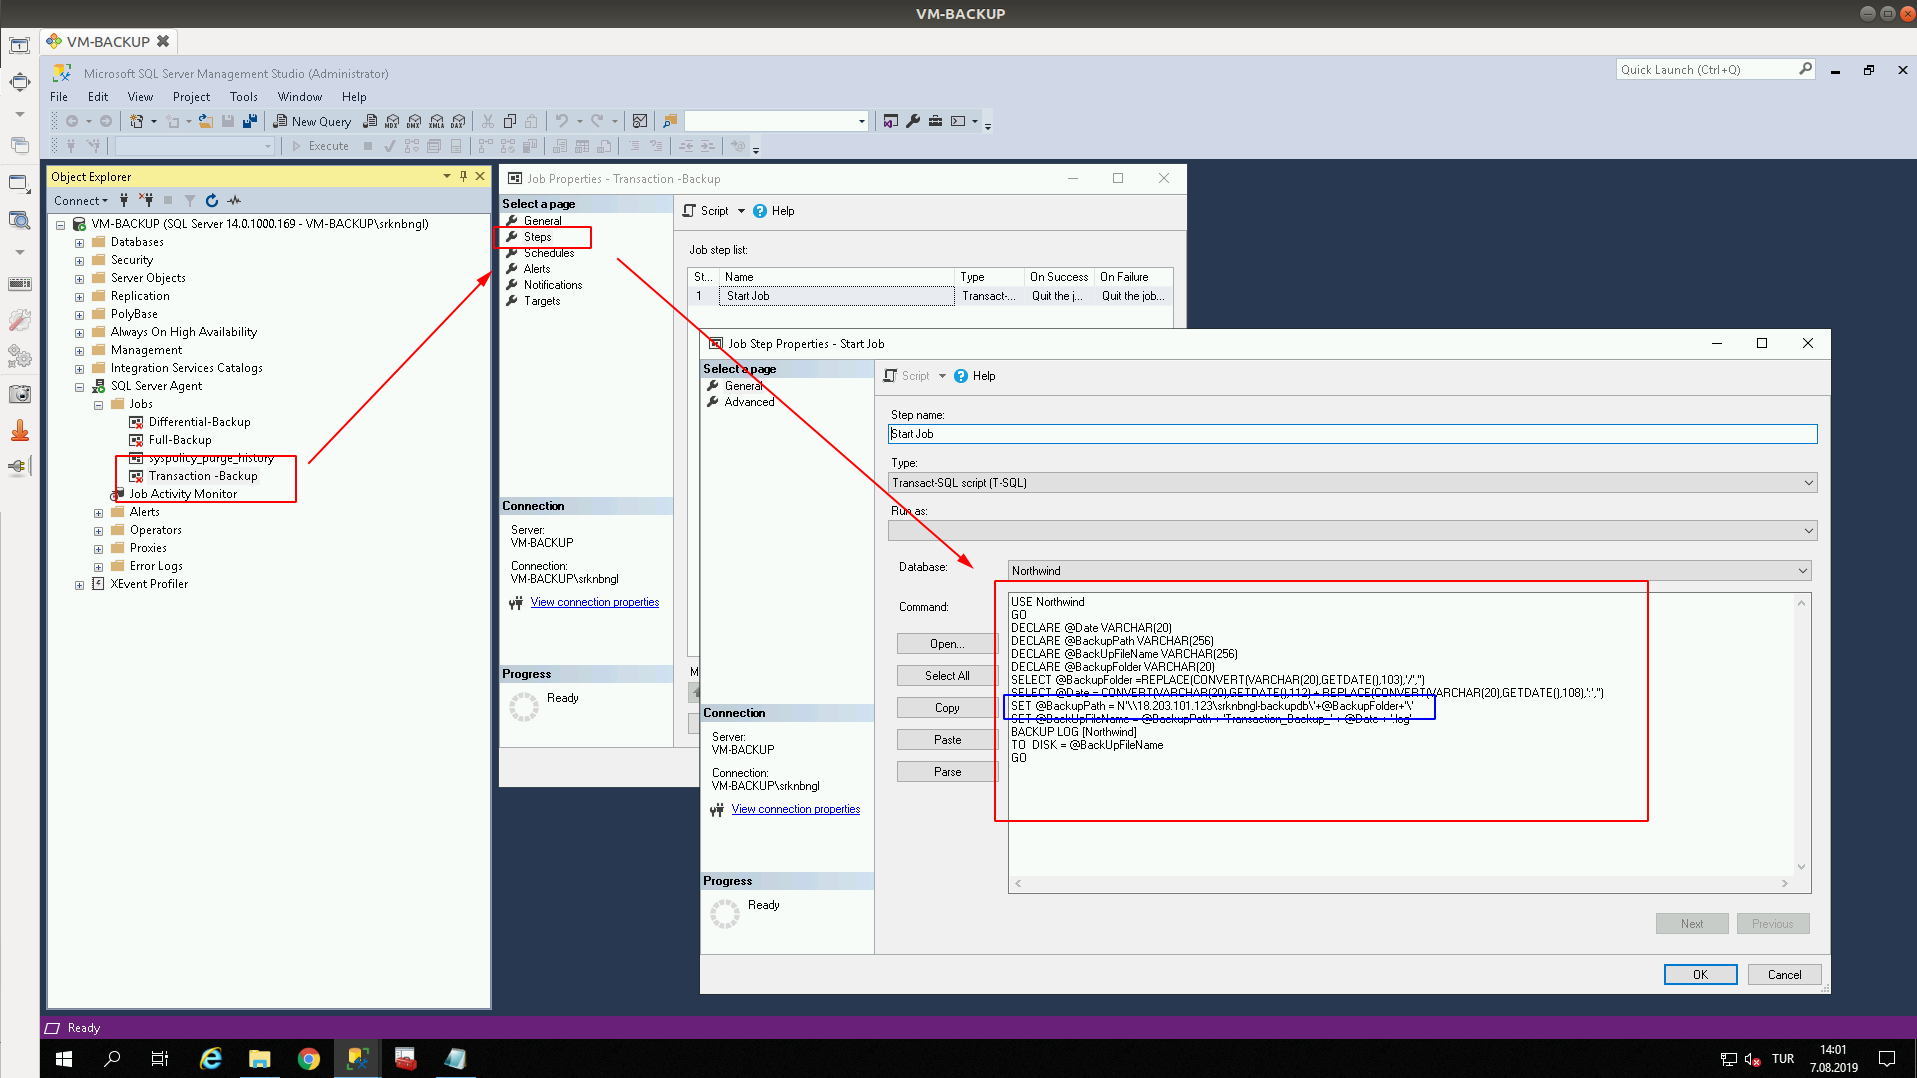 VM-BACKUP
VM-BACKUP
Microsoft SQL Server Management Studio (Administrator)
Quick Launch (Ctrl+Q)
File Edit View Project Tools Window Help
New Query
MDX DMX XMLA DAX
Execute
Object Explorer
Connect
VM-BACKUP (SQL Server 14.0.1000.169 - VM-BACKUP\srknbngl)
Databases
Security
Server Objects
Replication
PolyBase
Always On High Availability
Management
Integration Services Catalogs
SQL Server Agent
Jobs
Differential-Backup
Full-Backup
syspolicy_purge_history
Transaction -Backup
Job Activity Monitor
Alerts
Operators
Proxies
Error Logs
XEvent Profiler
Job Properties - Transaction -Backup
Select a page
General
Steps
Schedules
Alerts
Notifications
Targets
Script Help
Job step list:
St... Name Type On Success On Failure
1 Start Job Transact-... Quit the j... Quit the job...
Connection
Server:
VM-BACKUP
Connection:
VM-BACKUP\srknbngl
View connection properties
Progress
Ready
M
Job Step Properties - Start Job
Select a page
General
Advanced
Script Help
Step name:
Start Job
Type:
Transact-SQL script (T-SQL)
Run as:
Database:
Northwind
Command:
Open...
Select All
Copy
Paste
Parse
USE Northwind
GO
DECLARE @Date VARCHAR(20)
DECLARE @BackupPath VARCHAR(256)
DECLARE @BackUpFileName VARCHAR(256)
DECLARE @BackupFolder VARCHAR(20)
SELECT @BackupFolder =REPLACE(CONVERT(VARCHAR(20),GETDATE(),103),'/','')
SELECT @Date = CONVERT(VARCHAR(20),GETDATE(),112) + REPLACE(CONVERT(VARCHAR(20),GETDATE(),108),':','')
SET @BackupPath = N'\\18.203.101.123\srknbngl-backupdb\'+@BackupFolder+'\'
SET @BackUpFileName = @BackupPath + 'Transaction_Backup_' + @Date + '.log'
BACKUP LOG [Northwind]
TO  DISK = @BackUpFileName
GO
Connection
Server:
VM-BACKUP
Connection:
VM-BACKUP\srknbngl
View connection properties
Progress
Ready
Next Previous
OK Cancel
Ready
TUR
14:01
7.08.2019